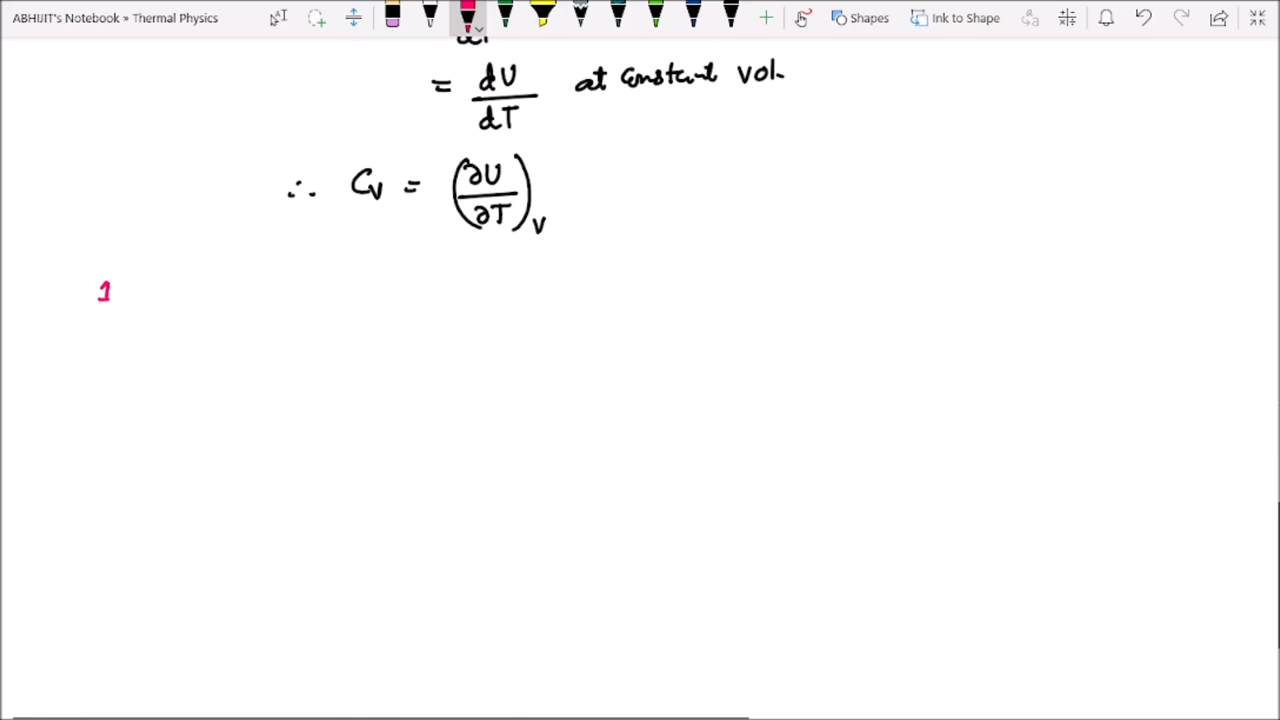 ABHIJIT's Notebook » Thermal Physics
Shapes
Ink to Shape
= dU/dT at constant vol.
∴ Cv = (∂U/∂T)v
1